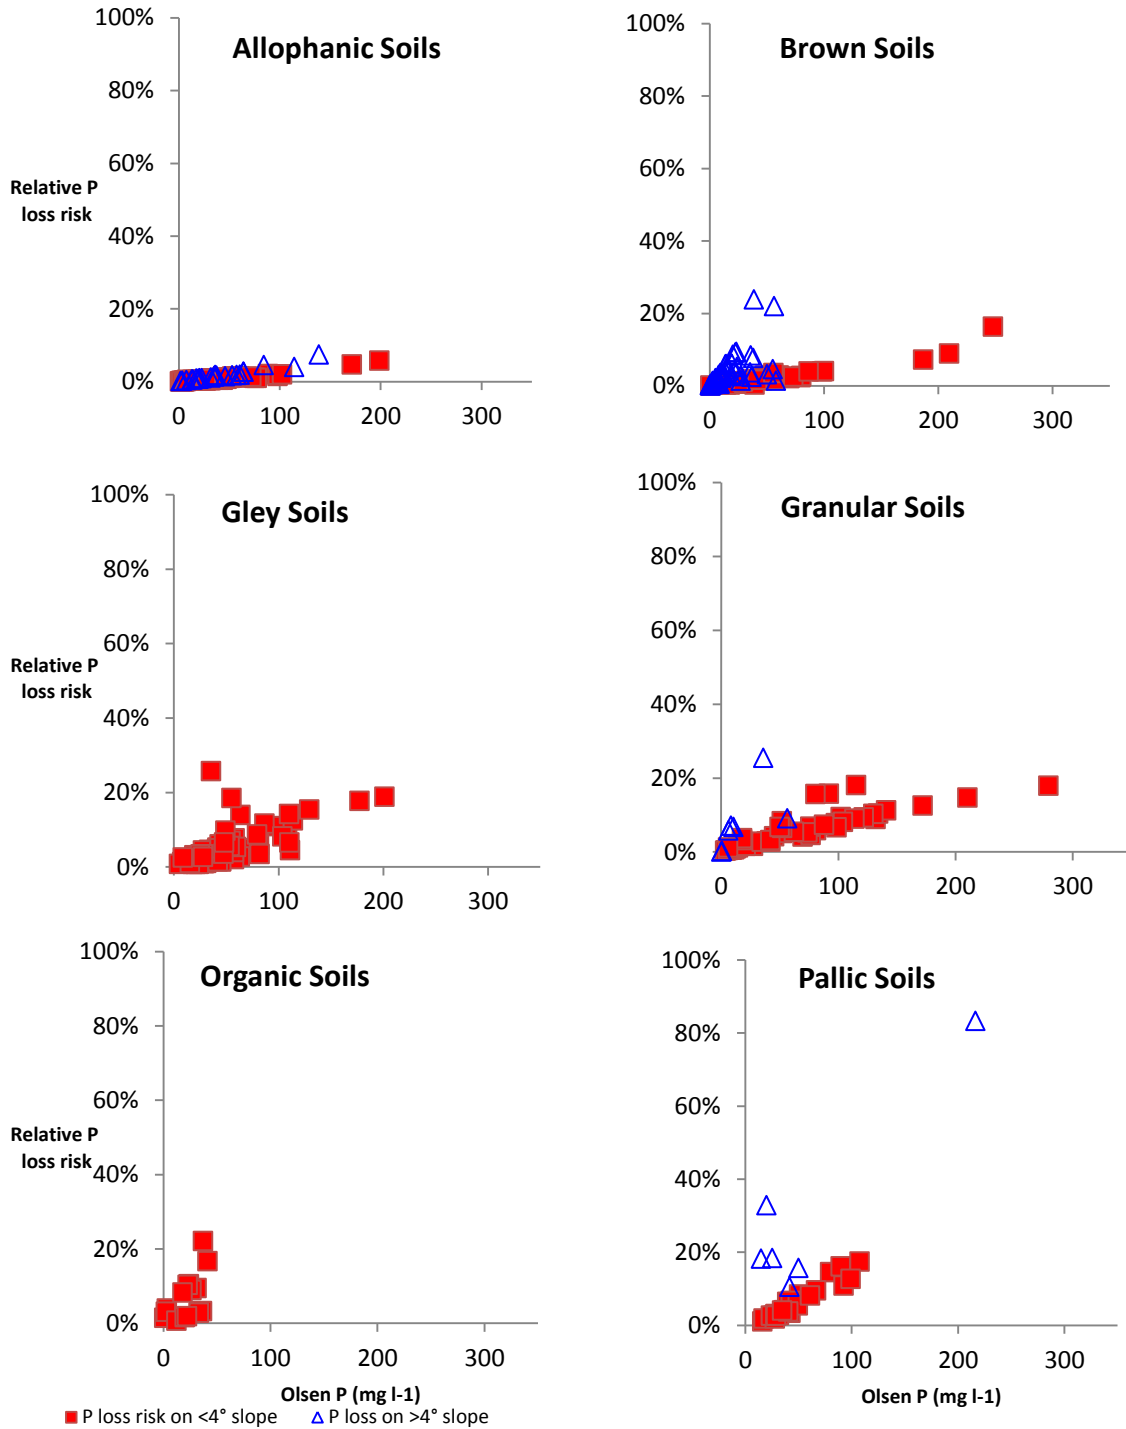 Allophanic Soils
100%
80%
60%
40%
20%
0%
0 100 200 300
Relative P
loss risk
Brown Soils
100%
80%
60%
40%
20%
0%
0 100 200 300
Gley Soils
100%
80%
60%
40%
20%
0%
0 100 200 300
Relative P
loss risk
Granular Soils
100%
80%
60%
40%
20%
0%
0 100 200 300
Organic Soils
100%
80%
60%
40%
20%
0%
0 100 200 300
Relative P
loss risk
Olsen P (mg l-1)
Pallic Soils
100%
80%
60%
40%
20%
0%
0 100 200 300
Olsen P (mg l-1)
P loss risk on <4° slope P loss on >4° slope